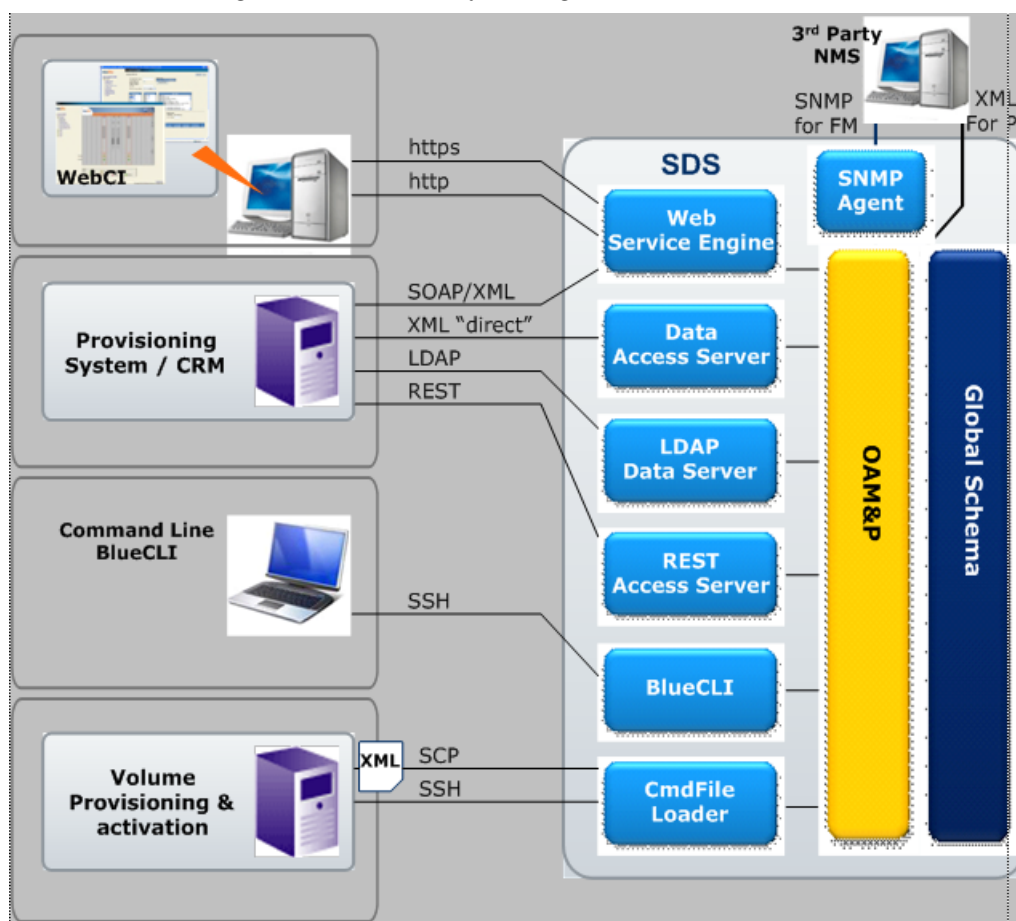 3rd Party
NMS
SNMP
for FM
XML
For P
WebCI
https
http
SDS
SNMP
Agent
Web
Service Engine
Provisioning
System / CRM
SOAP/XML
XML “direct”
LDAP
REST
Data
Access Server
LDAP
Data Server
OAM&P
Global Schema
Command Line
BlueCLI
SSH
REST
Access Server
BlueCLI
Volume
Provisioning &
activation
XML
SCP
SSH
CmdFile
Loader